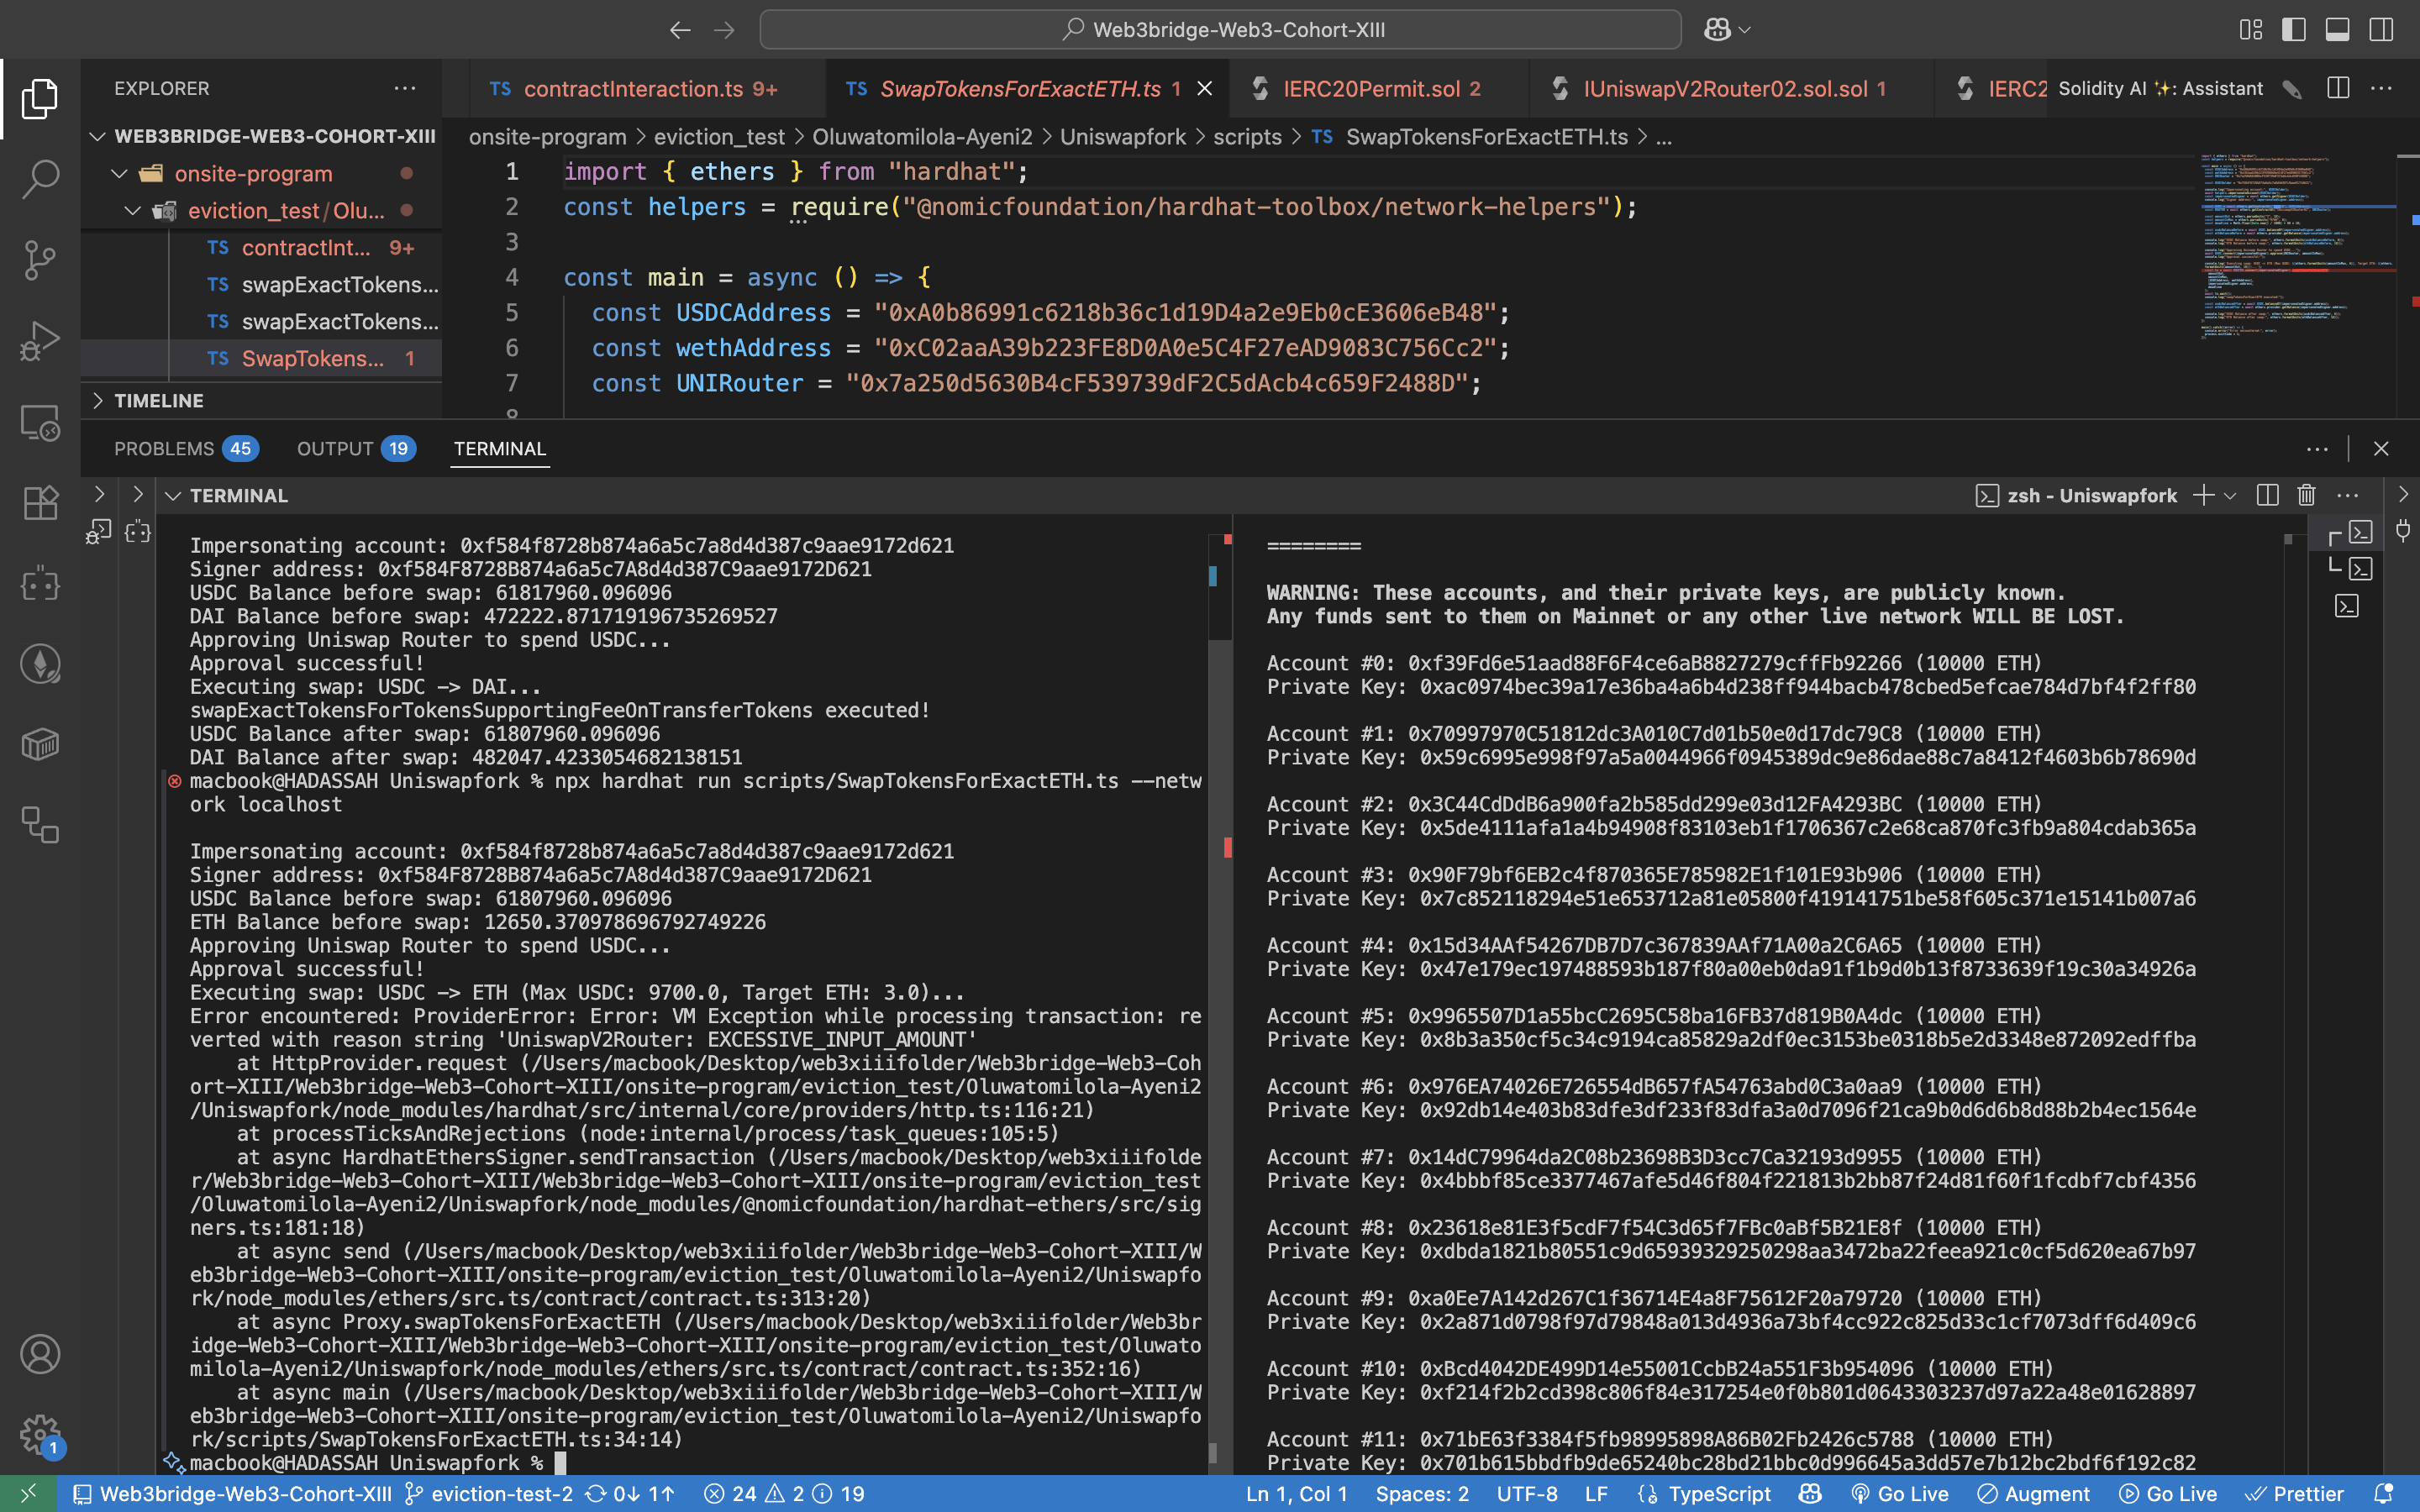 Web3bridge-Web3-Cohort-XIII
EXPLORER
TS contractInteraction.ts 9+
TS SwapTokensForExactETH.ts 1
IERC20Permit.sol 2
IUniswapV2Router02.sol.sol 1
IERC2
Solidity AI ✨: Assistant
WEB3BRIDGE-WEB3-COHORT-XIII
onsite-program
eviction_test/Olu...
TS contractInt... 9+
TS swapExactTokens...
TS swapExactTokens...
TS SwapTokens... 1
TIMELINE
onsite-program > eviction_test > Oluwatomilola-Ayeni2 > Uniswapfork > scripts > TS SwapTokensForExactETH.ts > ...
1 import { ethers } from "hardhat";
2 const helpers = require("@nomicfoundation/hardhat-toolbox/network-helpers");
3
4 const main = async () => {
5 const USDCAddress = "0xA0b86991c6218b36c1d19D4a2e9Eb0cE3606eB48";
6 const wethAddress = "0xC02aaA39b223FE8D0A0e5C4F27eAD9083C756Cc2";
7 const UNIRouter = "0x7a250d5630B4cF539739dF2C5dAcb4c659F2488D";
8
PROBLEMS 45 OUTPUT 19 TERMINAL
TERMINAL
zsh - Uniswapfork
Impersonating account: 0xf584f8728b874a6a5c7a8d4d387c9aae9172d621
Signer address: 0xf584F8728B874a6a5c7A8d4d387C9aae9172D621
USDC Balance before swap: 61817960.096096
DAI Balance before swap: 472222.871719196735269527
Approving Uniswap Router to spend USDC...
Approval successful!
Executing swap: USDC -> DAI...
swapExactTokensForTokensSupportingFeeOnTransferTokens executed!
USDC Balance after swap: 61807960.096096
DAI Balance after swap: 482047.4233054682138151
macbook@HADASSAH Uniswapfork % npx hardhat run scripts/SwapTokensForExactETH.ts --netw
ork localhost
Impersonating account: 0xf584f8728b874a6a5c7a8d4d387c9aae9172d621
Signer address: 0xf584F8728B874a6a5c7A8d4d387C9aae9172D621
USDC Balance before swap: 61807960.096096
ETH Balance before swap: 12650.370978696792749226
Approving Uniswap Router to spend USDC...
Approval successful!
Executing swap: USDC -> ETH (Max USDC: 9700.0, Target ETH: 3.0)...
Error encountered: ProviderError: Error: VM Exception while processing transaction: re
verted with reason string 'UniswapV2Router: EXCESSIVE_INPUT_AMOUNT'
at HttpProvider.request (/Users/macbook/Desktop/web3xiiifolder/Web3bridge-Web3-Coh
ort-XIII/Web3bridge-Web3-Cohort-XIII/onsite-program/eviction_test/Oluwatomilola-Ayeni2
/Uniswapfork/node_modules/hardhat/src/internal/core/providers/http.ts:116:21)
at processTicksAndRejections (node:internal/process/task_queues:105:5)
at async HardhatEthersSigner.sendTransaction (/Users/macbook/Desktop/web3xiiifolde
r/Web3bridge-Web3-Cohort-XIII/Web3bridge-Web3-Cohort-XIII/onsite-program/eviction_test
/Oluwatomilola-Ayeni2/Uniswapfork/node_modules/@nomicfoundation/hardhat-ethers/src/sig
ners.ts:181:18)
at async send (/Users/macbook/Desktop/web3xiiifolder/Web3bridge-Web3-Cohort-XIII/W
eb3bridge-Web3-Cohort-XIII/onsite-program/eviction_test/Oluwatomilola-Ayeni2/Uniswapfo
rk/node_modules/ethers/src.ts/contract/contract.ts:313:20)
at async Proxy.swapTokensForExactETH (/Users/macbook/Desktop/web3xiiifolder/Web3br
idge-Web3-Cohort-XIII/Web3bridge-Web3-Cohort-XIII/onsite-program/eviction_test/Oluwato
milola-Ayeni2/Uniswapfork/node_modules/ethers/src.ts/contract/contract.ts:352:16)
at async main (/Users/macbook/Desktop/web3xiiifolder/Web3bridge-Web3-Cohort-XIII/W
eb3bridge-Web3-Cohort-XIII/onsite-program/eviction_test/Oluwatomilola-Ayeni2/Uniswapfo
rk/scripts/SwapTokensForExactETH.ts:34:14)
macbook@HADASSAH Uniswapfork %
========
WARNING: These accounts, and their private keys, are publicly known.
Any funds sent to them on Mainnet or any other live network WILL BE LOST.
Account #0: 0xf39Fd6e51aad88F6F4ce6aB8827279cffFb92266 (10000 ETH)
Private Key: 0xac0974bec39a17e36ba4a6b4d238ff944bacb478cbed5efcae784d7bf4f2ff80
Account #1: 0x70997970C51812dc3A010C7d01b50e0d17dc79C8 (10000 ETH)
Private Key: 0x59c6995e998f97a5a0044966f0945389dc9e86dae88c7a8412f4603b6b78690d
Account #2: 0x3C44CdDdB6a900fa2b585dd299e03d12FA4293BC (10000 ETH)
Private Key: 0x5de4111afa1a4b94908f83103eb1f1706367c2e68ca870fc3fb9a804cdab365a
Account #3: 0x90F79bf6EB2c4f870365E785982E1f101E93b906 (10000 ETH)
Private Key: 0x7c852118294e51e653712a81e05800f419141751be58f605c371e15141b007a6
Account #4: 0x15d34AAf54267DB7D7c367839AAf71A00a2C6A65 (10000 ETH)
Private Key: 0x47e179ec197488593b187f80a00eb0da91f1b9d0b13f8733639f19c30a34926a
Account #5: 0x9965507D1a55bcC2695C58ba16FB37d819B0A4dc (10000 ETH)
Private Key: 0x8b3a350cf5c34c9194ca85829a2df0ec3153be0318b5e2d3348e872092edffba
Account #6: 0x976EA74026E726554dB657fA54763abd0C3a0aa9 (10000 ETH)
Private Key: 0x92db14e403b83dfe3df233f83dfa3a0d7096f21ca9b0d6d6b8d88b2b4ec1564e
Account #7: 0x14dC79964da2C08b23698B3D3cc7Ca32193d9955 (10000 ETH)
Private Key: 0x4bbbf85ce3377467afe5d46f804f221813b2bb87f24d81f60f1fcdbf7cbf4356
Account #8: 0x23618e81E3f5cdF7f54C3d65f7FBc0aBf5B21E8f (10000 ETH)
Private Key: 0xdbda1821b80551c9d65939329250298aa3472ba22feea921c0cf5d620ea67b97
Account #9: 0xa0Ee7A142d267C1f36714E4a8F75612F20a79720 (10000 ETH)
Private Key: 0x2a871d0798f97d79848a013d4936a73bf4cc922c825d33c1cf7073dff6d409c6
Account #10: 0xBcd4042DE499D14e55001CcbB24a551F3b954096 (10000 ETH)
Private Key: 0xf214f2b2cd398c806f84e317254e0f0b801d0643303237d97a22a48e01628897
Account #11: 0x71bE63f3384f5fb98995898A86B02Fb2426c5788 (10000 ETH)
Private Key: 0x701b615bbdfb9de65240bc28bd21bbc0d996645a3dd57e7b12bc2bdf6f192c82
1
Web3bridge-Web3-Cohort-XIII eviction-test-2 0↓ 1↑ 24 2 19
Ln 1, Col 1 Spaces: 2 UTF-8 LF TypeScript Go Live Augment Go Live Prettier